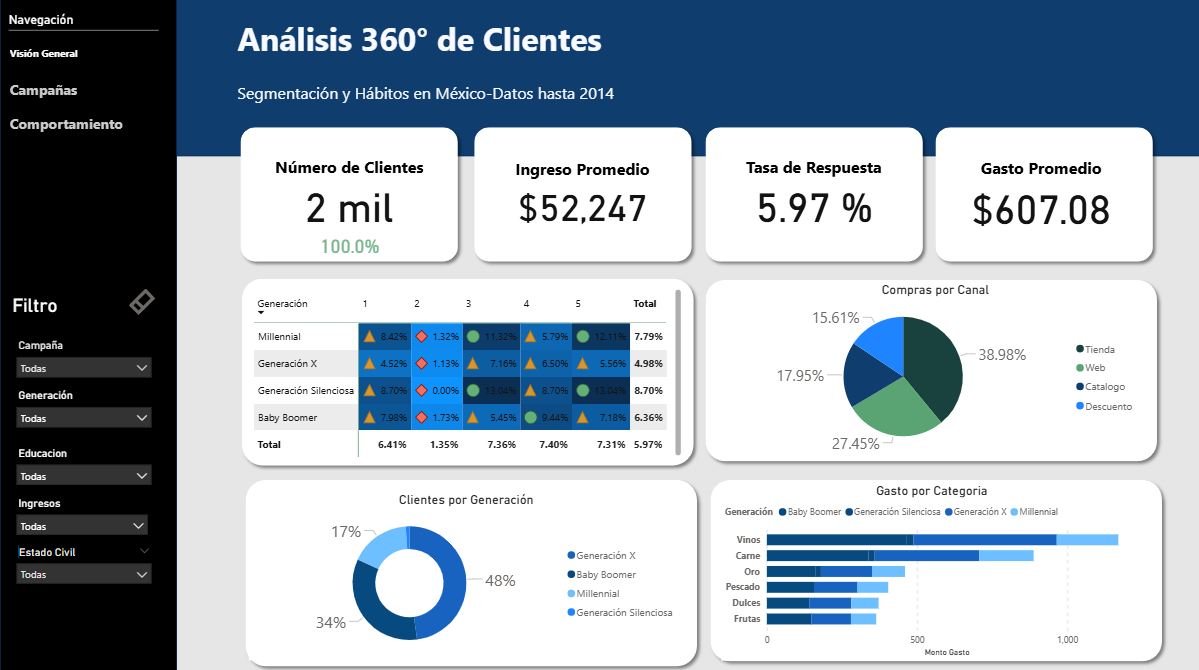 Navegación
Visión General
Campañas
Comportamiento
Filtro
Campaña
Todas
Generación
Todas
Educacion
Todas
Ingresos
Todas
Estado Civil
Todas
Análisis 360° de Clientes
Segmentación y Hábitos en México-Datos hasta 2014
Número de Clientes
2 mil
100.0%
Ingreso Promedio
$52,247
Tasa de Respuesta
5.97 %
Gasto Promedio
$607.08
Generación 1 2 3 4 5 Total
Millennial 8.42% 1.32% 11.32% 5.79% 12.11% 7.79%
Generación X 4.52% 1.13% 7.16% 6.50% 5.56% 4.98%
Generación Silenciosa 8.70% 0.00% 13.04% 8.70% 13.04% 8.70%
Baby Boomer 7.98% 1.73% 5.45% 9.44% 7.18% 6.36%
Total 6.41% 1.35% 7.36% 7.40% 7.31% 5.97%
Compras por Canal
15.61%
38.98%
17.95%
27.45%
Tienda
Web
Catalogo
Descuento
Clientes por Generación
17%
48%
34%
Generación X
Baby Boomer
Millennial
Generación Silenciosa
Gasto por Categoria
Generación Baby Boomer Generación Silenciosa Generación X Millennial
Vinos
Carne
Oro
Pescado
Dulces
Frutas
0 500 1,000
Monto Gasto